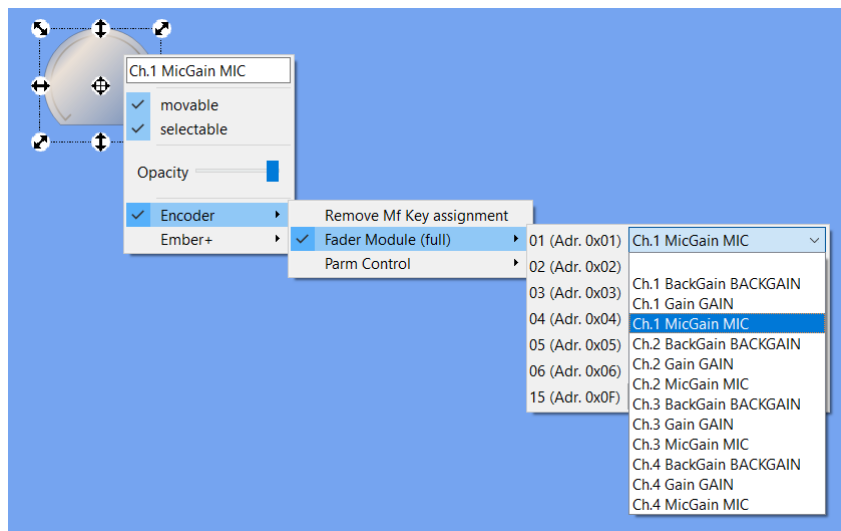 Ch.1 MicGain MIC
movable
selectable
Opacity
Encoder
Ember+
Remove Mf Key assignment
Fader Module (full)
Parm Control
01 (Adr. 0x01) Ch.1 MicGain MIC
02 (Adr. 0x02)
03 (Adr. 0x03)
04 (Adr. 0x04)
05 (Adr. 0x05)
06 (Adr. 0x06)
15 (Adr. 0x0F)
Ch.1 BackGain BACKGAIN
Ch.1 Gain GAIN
Ch.1 MicGain MIC
Ch.2 BackGain BACKGAIN
Ch.2 Gain GAIN
Ch.2 MicGain MIC
Ch.3 BackGain BACKGAIN
Ch.3 Gain GAIN
Ch.3 MicGain MIC
Ch.4 BackGain BACKGAIN
Ch.4 Gain GAIN
Ch.4 MicGain MIC